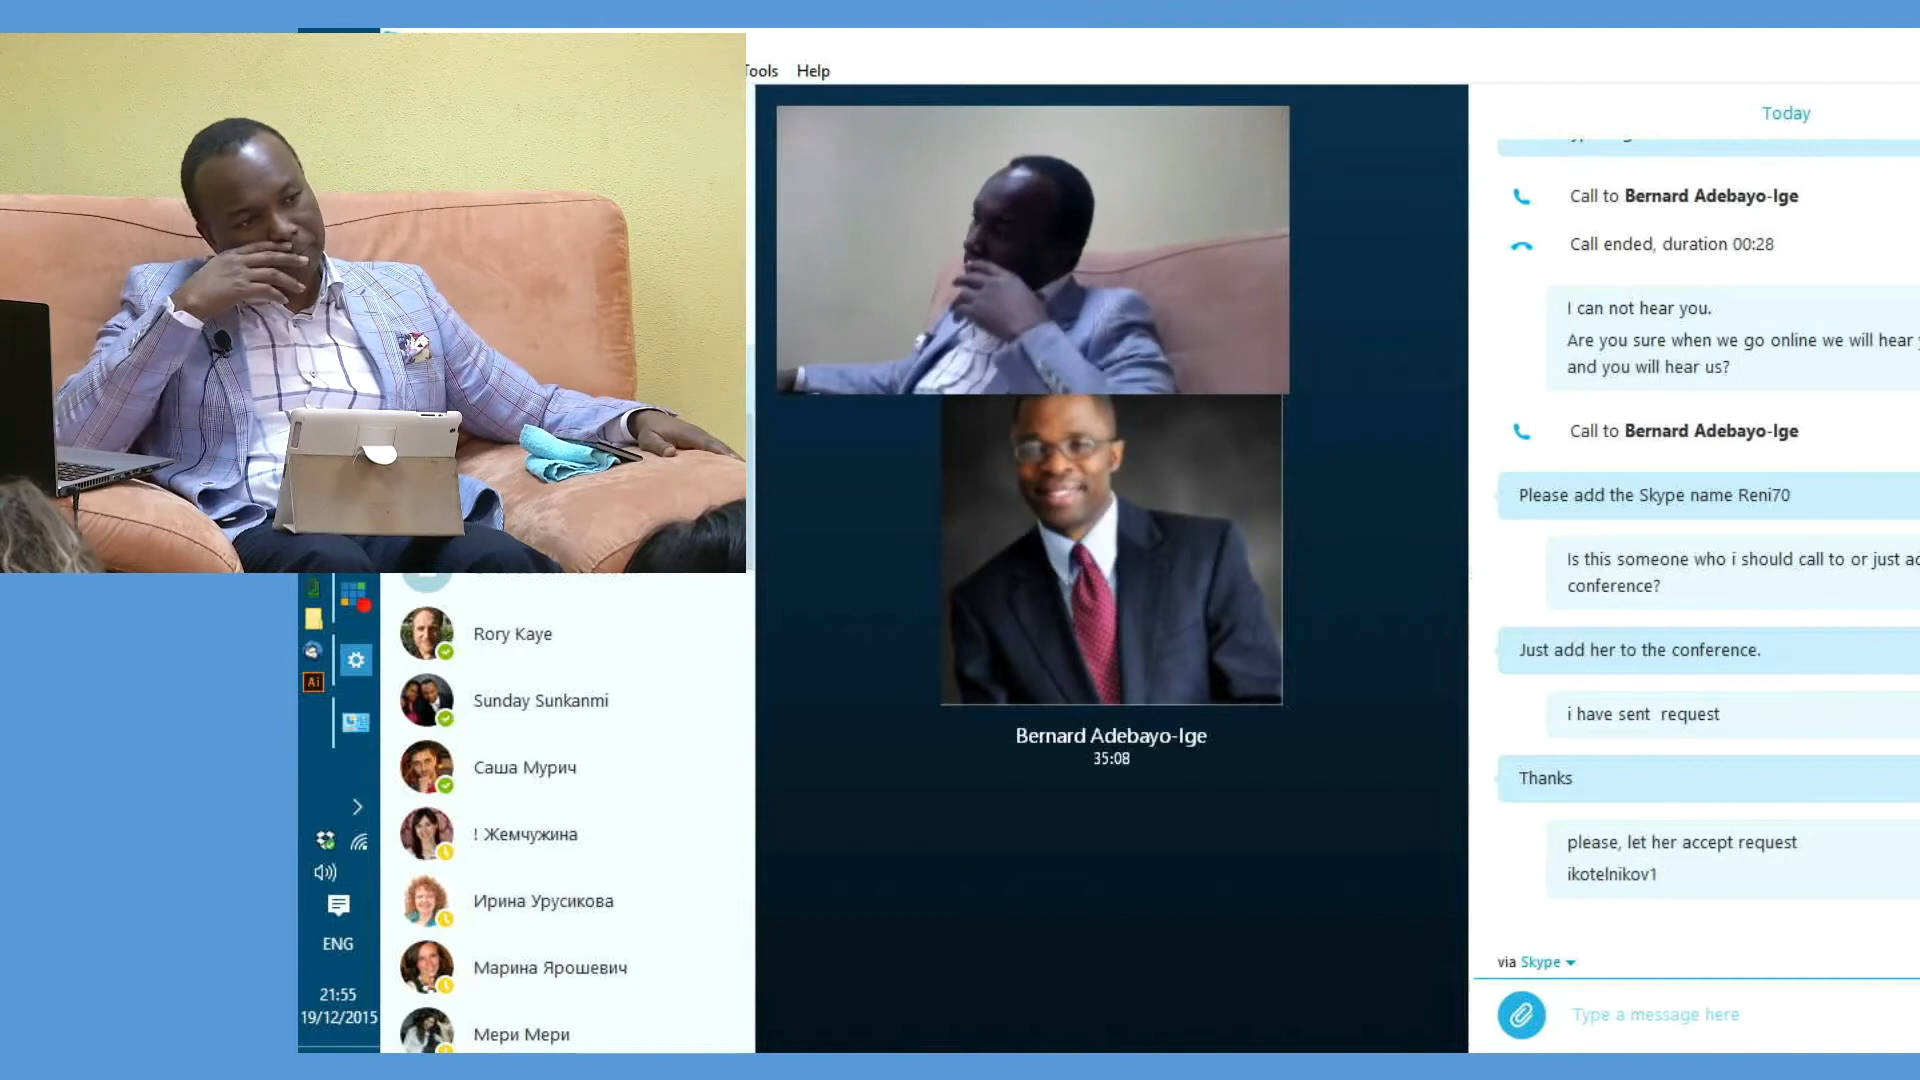 Tools Help
Today
Call to Bernard Adebayo-Ige
Call ended, duration 00:28
I can not hear you.
Are you sure when we go online we will hear
and you will hear us?
Call to Bernard Adebayo-Ige
Please add the Skype name Reni70
Is this someone who i should call to or just
conference?
Just add her to the conference.
i have sent request
Thanks
please, let her accept request
ikotelnikov1
via Skype
Type a message here
Bernard Adebayo-Ige
35:08
Rory Kaye
Sunday Sunkanmi
Саша Мурич
! Жемчужина
Ирина Урусикова
Марина Ярошевич
Мери Мери
Ai
ENG
21:55
19/12/2015